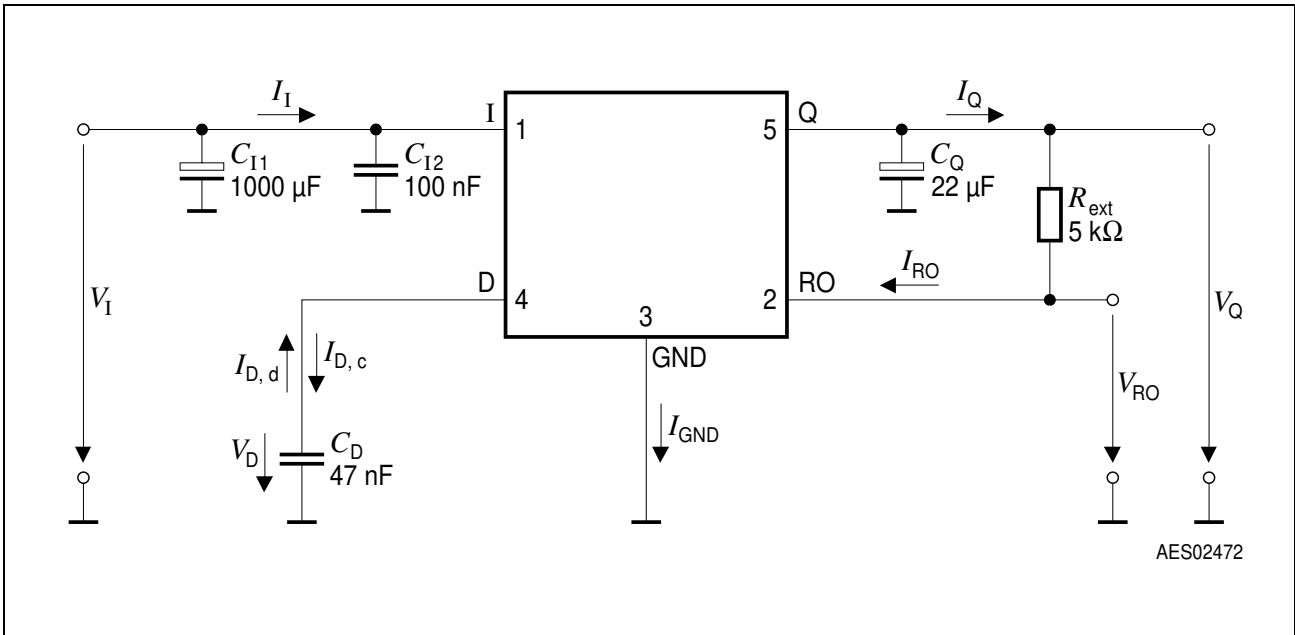 I_I
I
1
Q
5
I_Q
C_I1
1000 µF
C_I2
100 nF
C_Q
22 µF
R_ext
5 kΩ
I_RO
D
4
RO
2
3
GND
V_I
I_D, d
I_D, c
V_D
C_D
47 nF
I_GND
V_RO
V_Q
AES02472